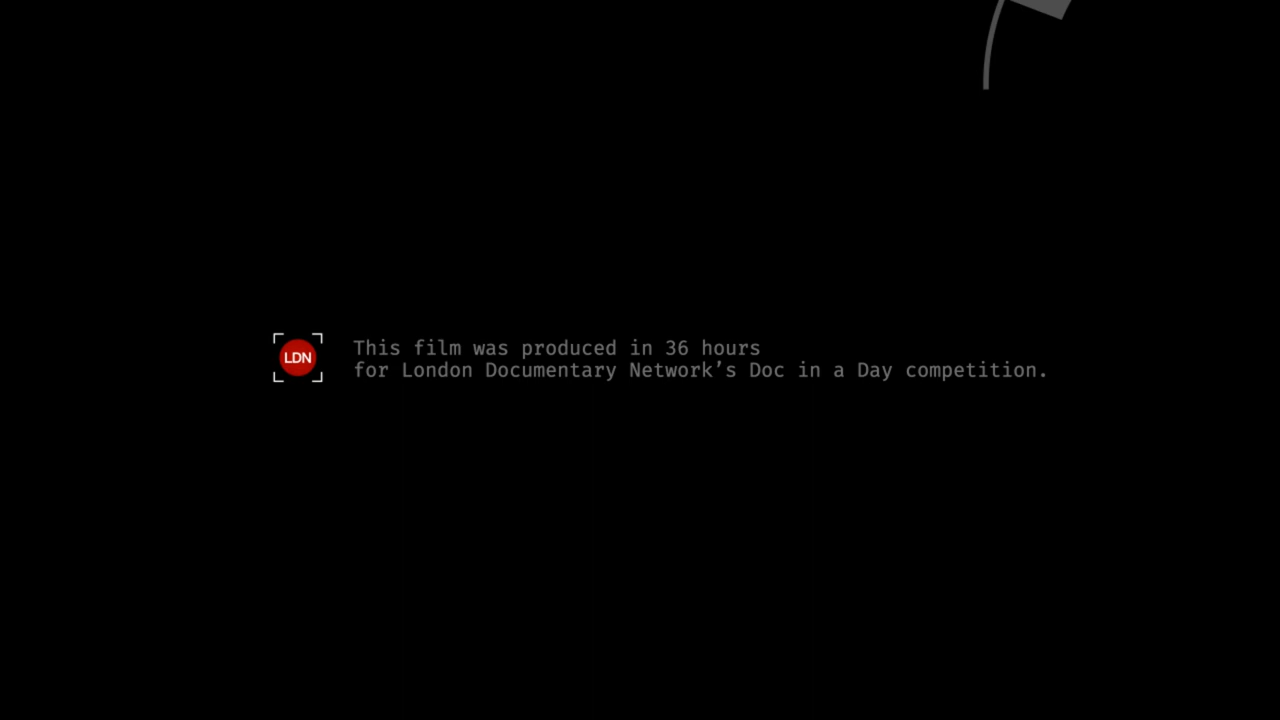 LDN
This film was produced in 36 hours
for London Documentary Network’s Doc in a Day competition.